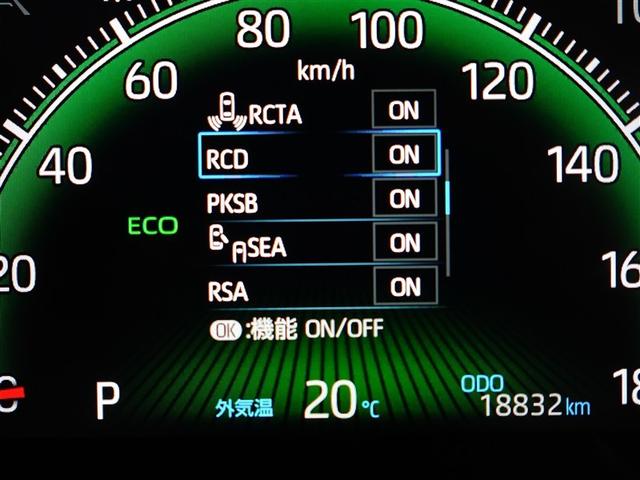 80 100
km/h
60 120
RCTA ON
40 RCD ON 140
PKSB ON
ECO
SEA ON
20 RSA ON
OK:機能 ON/OFF
P 外気温 20℃ ODO
18832km